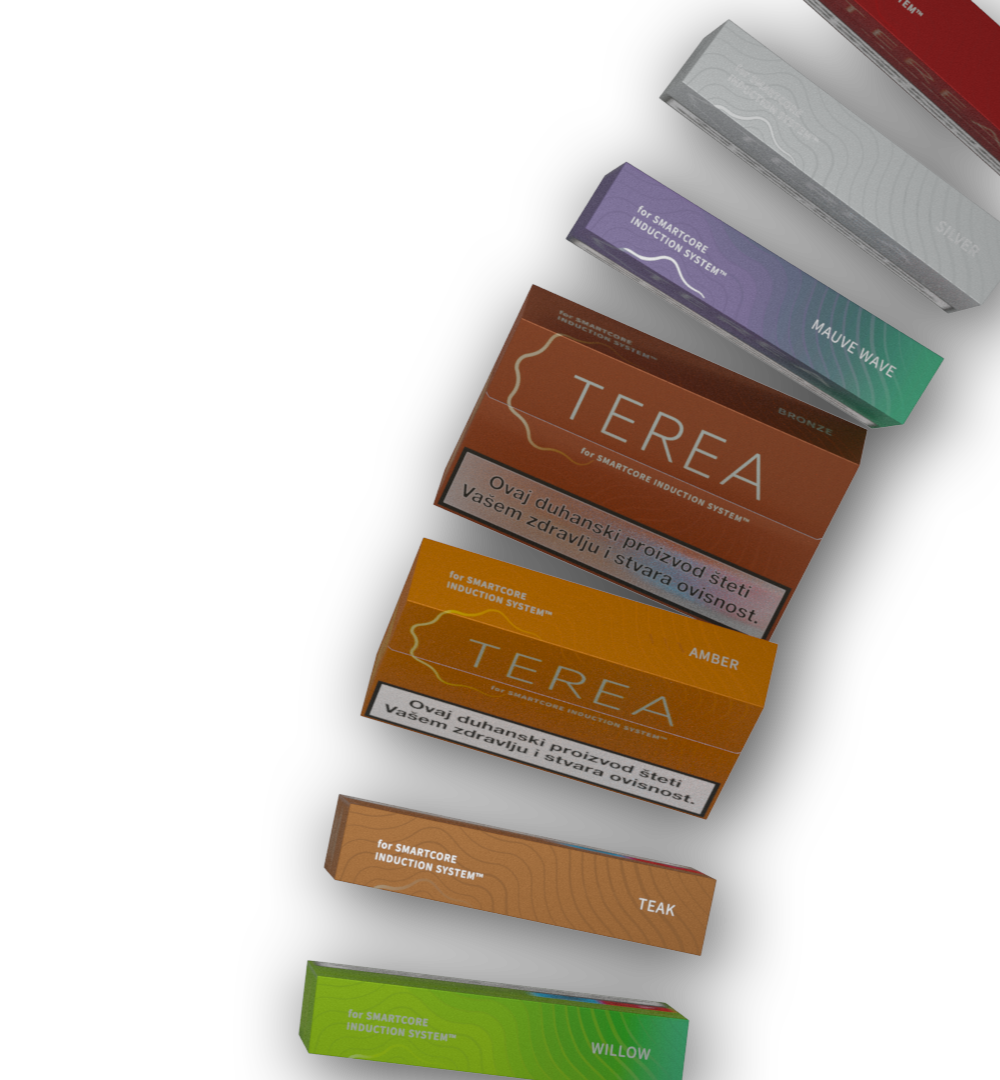 TEREA
for SMARTCORE
INDUCTION SYSTEM™
SILVER
for SMARTCORE
INDUCTION SYSTEM™
MAUVE WAVE
for SMARTCORE
INDUCTION SYSTEM™
BRONZE
TEREA
for SMARTCORE INDUCTION SYSTEM™
Ovaj duhanski proizvod šteti
Vašem zdravlju i stvara ovisnost.
for SMARTCORE
INDUCTION SYSTEM™
AMBER
TEREA
for SMARTCORE INDUCTION SYSTEM™
Ovaj duhanski proizvod šteti
Vašem zdravlju i stvara ovisnost.
for SMARTCORE
INDUCTION SYSTEM™
TEAK
for SMARTCORE
INDUCTION SYSTEM™
WILLOW